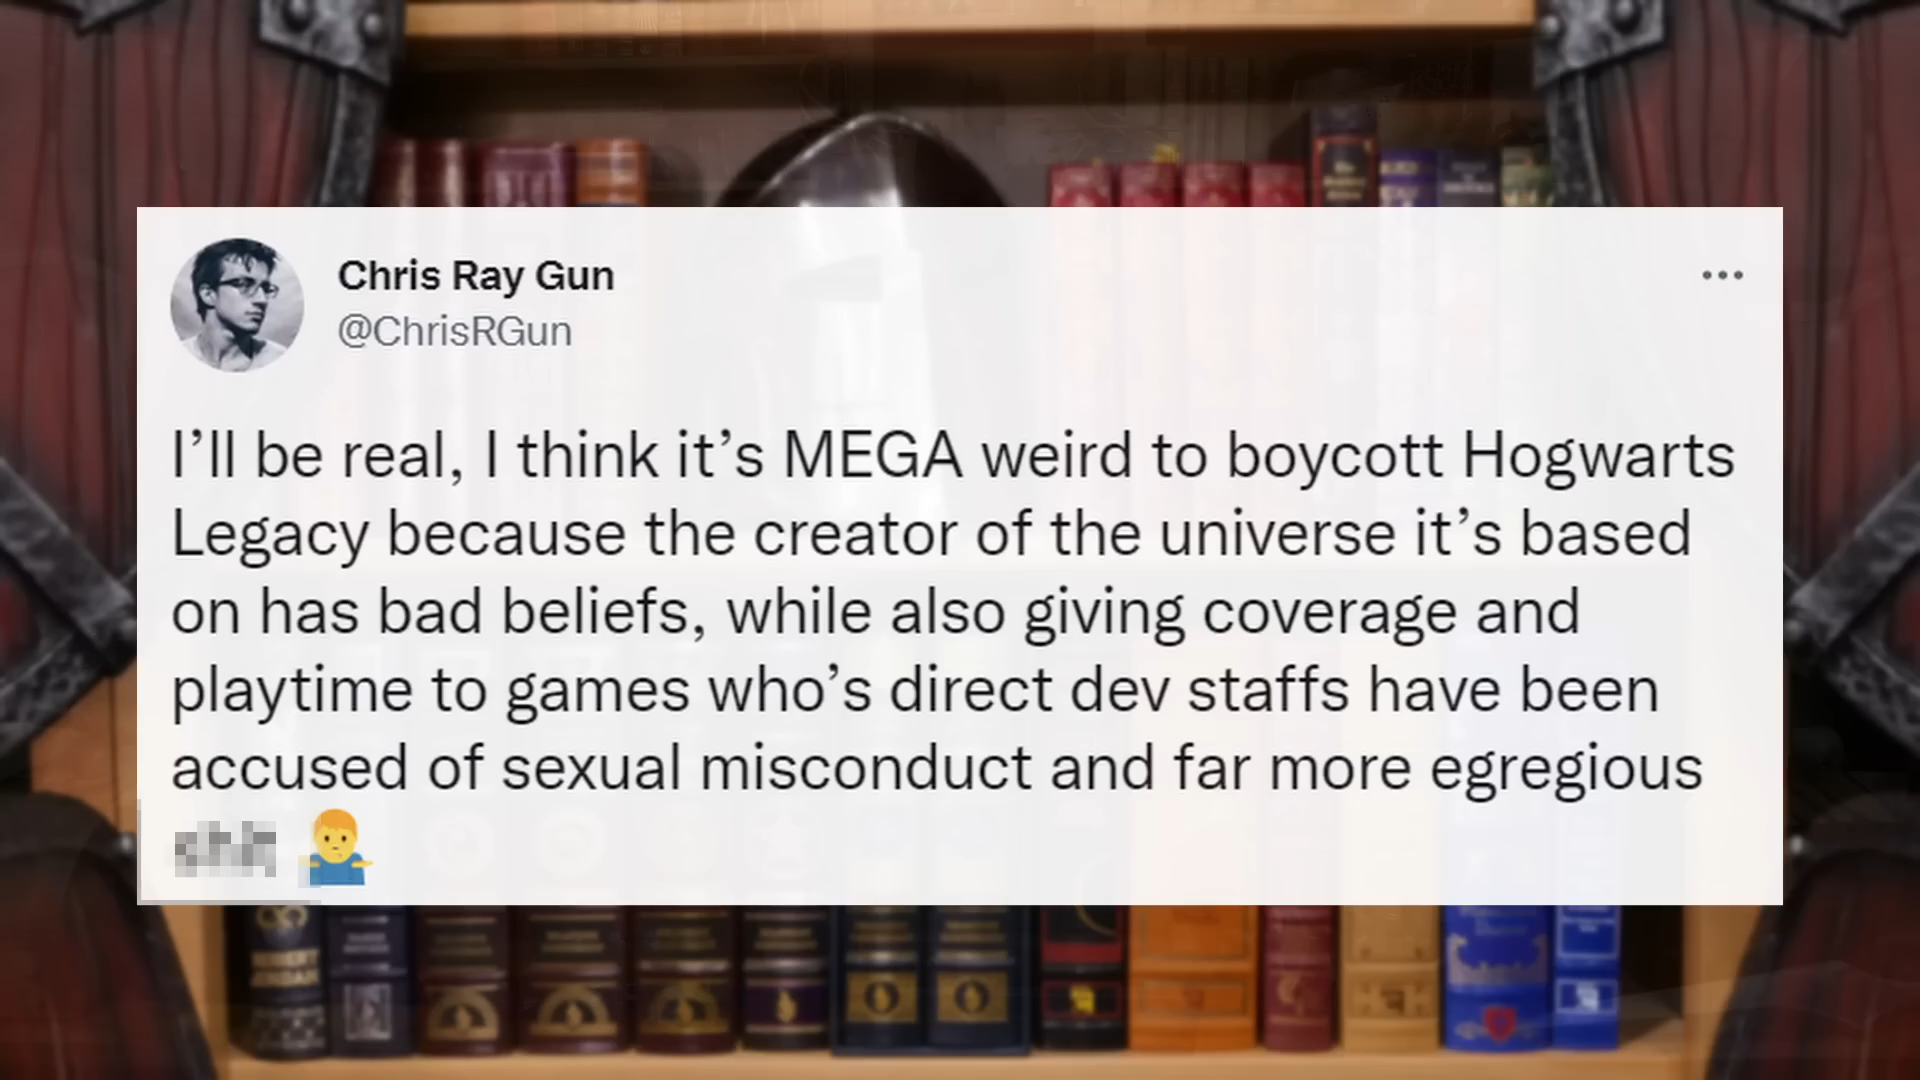 Chris Ray Gun
@ChrisRGun
I’ll be real, I think it’s MEGA weird to boycott Hogwarts
Legacy because the creator of the universe it’s based
on has bad beliefs, while also giving coverage and
playtime to games who’s direct dev staffs have been
accused of sexual misconduct and far more egregious